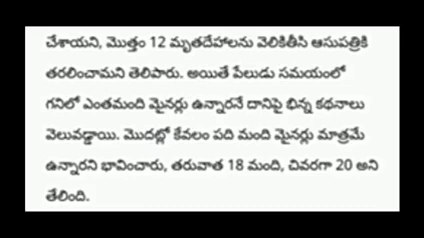 చేశాయని, మొత్తం 12 మృతదేహాలను వెలికితీసి ఆసుపత్రికి
తరలించామని తెలిపారు. అయితే పేలుడు సమయంలో
గనిలో ఎంతమంది మైనర్లు ఉన్నారనే దానిపై భిన్న కథనాలు
వెలువడ్డాయి. మొదట్లో కేవలం పది మంది మైనర్లు మాత్రమే
ఉన్నారని భావించారు, తరువాత 18 మంది, చివరగా 20 అని
తేలింది.